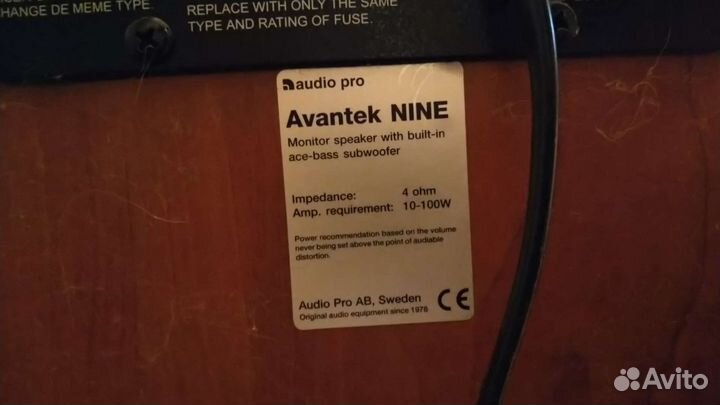 CHANGE DE MEME TYPE.
REPLACE WITH ONLY THE SAME
TYPE AND RATING OF FUSE.
audio pro
Avantek NINE
Monitor speaker with built-in
ace-bass subwoofer
Impedance: 4 ohm
Amp. requirement: 10-100W
Power recommendation based on the volume
never being set above the point of audiable
distortion.
Audio Pro AB, Sweden
Original audio equipment since 1978
CE
Avito